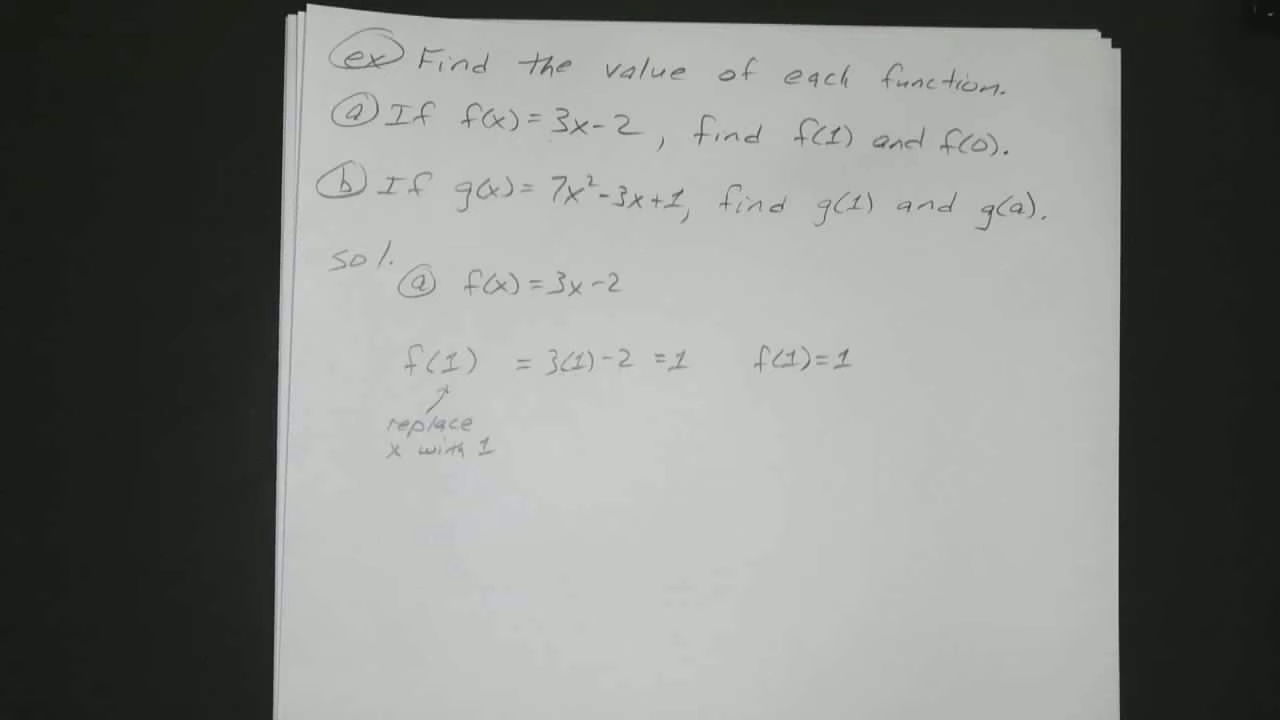 ex Find the value of each function.
a If f(x) = 3x - 2, find f(1) and f(0).
b If g(x) = 7x² - 3x + 1, find g(1) and g(a).
sol.
a f(x) = 3x - 2
f(1) = 3(1) - 2 = 1 f(1) = 1
replace
x with 1